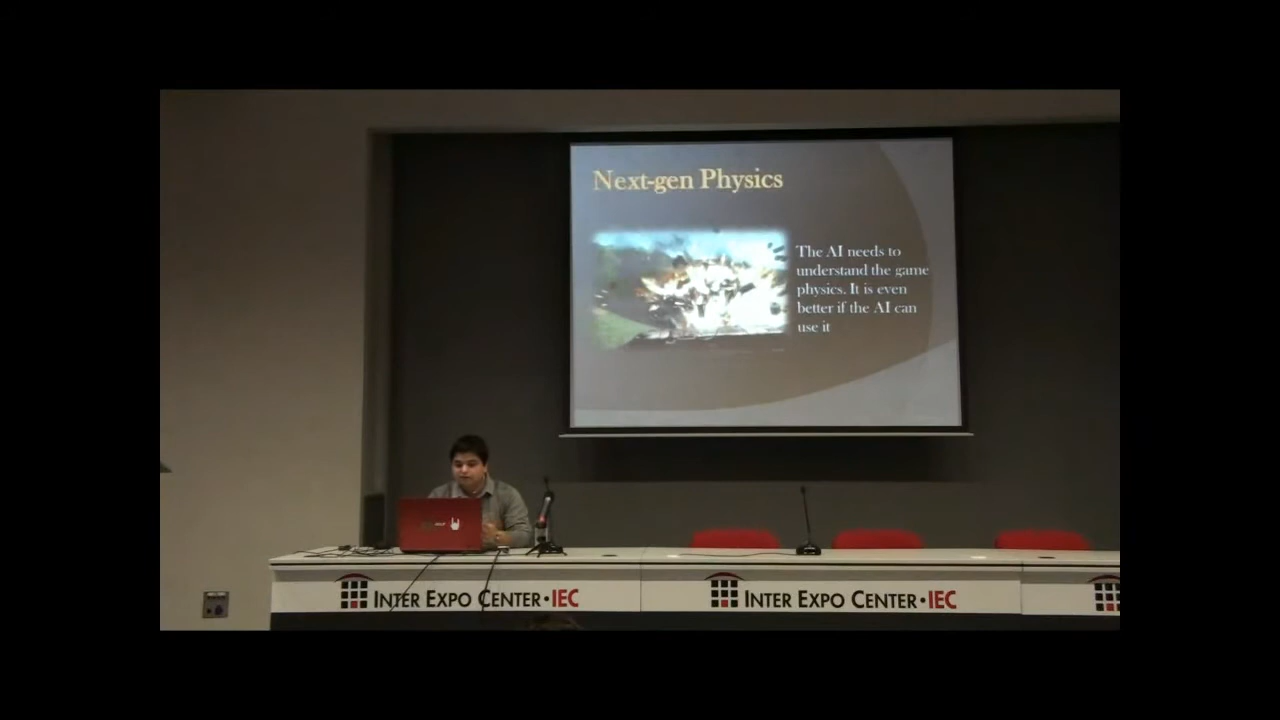 Next-gen Physics
The AI needs to
understand the game
physics. It is even
better if the AI can
use it
INTER EXPO CENTER•IEC
INTER EXPO CENTER•IEC